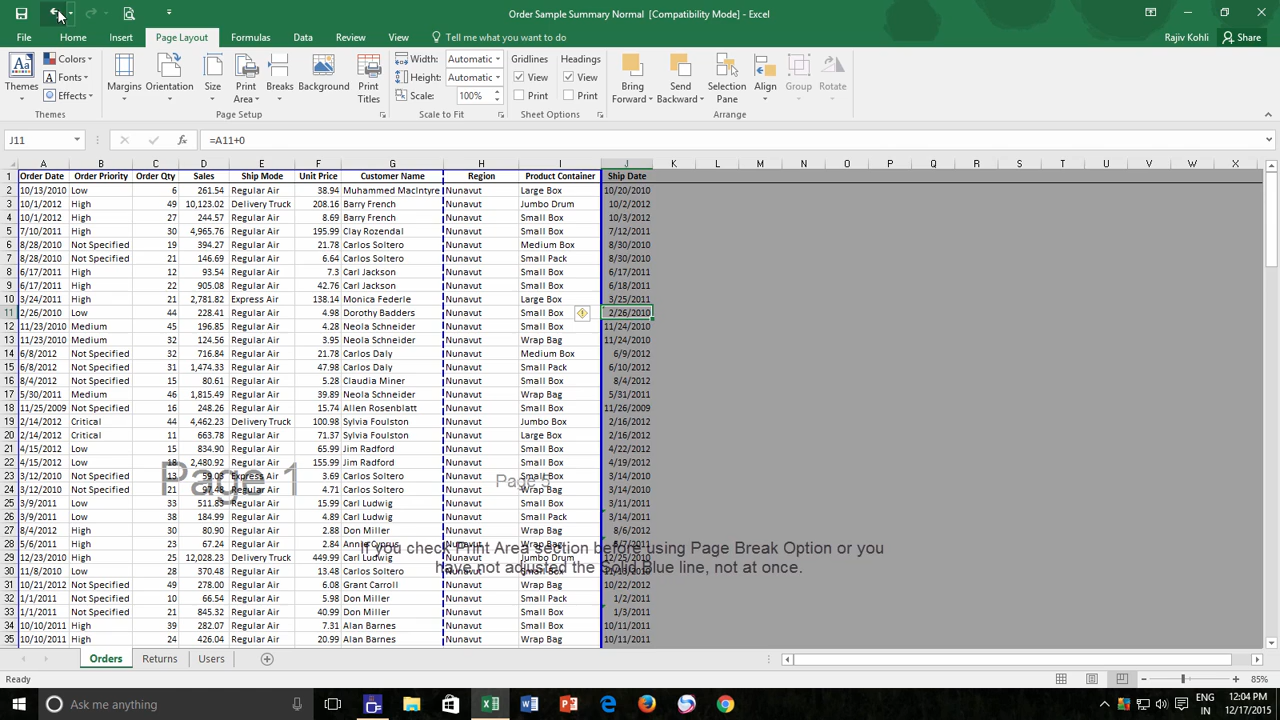 Order Sample Summary Normal [Compatibility Mode] - Excel
File Home Insert Page Layout Formulas Data Review View Tell me what you want to do Rajiv Kohli Share
Colors Width: Automatic Gridlines Headings
Fonts Height: Automatic View View
Themes Effects Margins Orientation Size Print Area Breaks Background Print Titles Scale: 100% Print Print Bring Forward Send Backward Selection Pane Align Group Rotate
Themes Page Setup Scale to Fit Sheet Options Arrange
J11 fx =A11+0
A B C D E F G H I J K L M N O P Q R S T U V W X
1 Order Date Order Priority Order Qty Sales Ship Mode Unit Price Customer Name Region Product Container Ship Date
2 10/13/2010 Low 6 261.54 Regular Air 38.94 Muhammed MacIntyre Nunavut Large Box 10/20/2010
3 10/1/2012 High 49 10,123.02 Delivery Truck 208.16 Barry French Nunavut Jumbo Drum 10/2/2012
4 10/1/2012 High 27 244.57 Regular Air 8.69 Barry French Nunavut Small Box 10/3/2012
5 7/10/2011 High 30 4,965.76 Regular Air 195.99 Clay Rozendal Nunavut Small Box 7/12/2011
6 8/28/2010 Not Specified 19 394.27 Regular Air 21.78 Carlos Soltero Nunavut Medium Box 8/30/2010
7 8/28/2010 Not Specified 21 146.69 Regular Air 6.64 Carlos Soltero Nunavut Small Pack 8/30/2010
8 6/17/2011 High 12 93.54 Regular Air 7.3 Carl Jackson Nunavut Small Box 6/17/2011
9 6/17/2011 High 22 905.08 Regular Air 42.76 Carl Jackson Nunavut Small Box 6/18/2011
10 3/24/2011 High 21 2,781.82 Express Air 138.14 Monica Federle Nunavut Large Box 3/25/2011
11 2/26/2010 Low 44 228.41 Regular Air 4.98 Dorothy Badders Nunavut Small Box 2/26/2010
12 11/23/2010 Medium 45 196.85 Regular Air 4.28 Neola Schneider Nunavut Small Box 11/24/2010
13 11/23/2010 Medium 32 124.56 Regular Air 3.95 Neola Schneider Nunavut Wrap Bag 11/24/2010
14 6/8/2012 Not Specified 32 716.84 Regular Air 21.78 Carlos Daly Nunavut Medium Box 6/9/2012
15 6/8/2012 Not Specified 31 1,474.33 Regular Air 47.98 Carlos Daly Nunavut Small Pack 6/10/2012
16 8/4/2012 Not Specified 15 80.61 Regular Air 5.28 Claudia Miner Nunavut Small Box 8/4/2012
17 5/30/2011 Medium 46 1,815.49 Regular Air 39.89 Neola Schneider Nunavut Wrap Bag 5/31/2011
18 11/25/2009 Not Specified 16 248.26 Regular Air 15.74 Allen Rosenblatt Nunavut Small Box 11/26/2009
19 2/14/2012 Critical 44 4,462.23 Delivery Truck 100.98 Sylvia Foulston Nunavut Jumbo Box 2/16/2012
20 2/14/2012 Critical 11 663.78 Regular Air 71.37 Sylvia Foulston Nunavut Large Box 2/16/2012
21 4/15/2012 Low 15 834.90 Regular Air 65.99 Jim Radford Nunavut Small Box 4/22/2012
22 4/15/2012 Low 18 2,480.92 Regular Air 155.99 Jim Radford Nunavut Small Box 4/19/2012
23 3/12/2010 Not Specified 13 59.03 Express Air 3.69 Carlos Soltero Nunavut Small Box 3/14/2010
Page 1 Page 5
24 3/12/2010 Not Specified 21 97.48 Regular Air 4.71 Carlos Soltero Nunavut Wrap Bag 3/14/2010
25 3/9/2011 Low 33 511.83 Regular Air 15.99 Carl Ludwig Nunavut Small Box 3/11/2011
26 3/9/2011 Low 38 184.99 Regular Air 4.89 Carl Ludwig Nunavut Small Pack 3/14/2011
27 8/4/2012 High 30 80.90 Regular Air 2.88 Don Miller Nunavut Small Box 8/6/2012
28 5/6/2011 High 23 67.24 Regular Air 2.84 Annie Cyprus Nunavut Small Box
If you check Print Area section before using Page Break Option or you
have not adjusted the Solid Blue line, not at once.
29 12/23/2010 High 25 12,028.23 Delivery Truck 449.99 Carl Ludwig Nunavut Jumbo Drum 12/25/2010
30 11/8/2010 Low 28 370.48 Regular Air 13.48 Carlos Soltero Nunavut Small Box
31 10/21/2012 Not Specified 49 278.00 Regular Air 6.08 Grant Carroll Nunavut Wrap Bag 10/22/2012
32 1/1/2011 Not Specified 10 66.54 Regular Air 5.98 Don Miller Nunavut Small Pack 1/2/2011
33 1/1/2011 Not Specified 21 845.32 Regular Air 40.99 Don Miller Nunavut Small Box 1/3/2011
34 10/10/2011 High 39 282.07 Regular Air 7.31 Alan Barnes Nunavut Small Box 10/11/2011
35 10/10/2011 High 24 426.04 Regular Air 20.99 Alan Barnes Nunavut Wrap Bag 10/11/2011
Orders Returns Users
Ready 85%
Ask me anything ENG 12:04 PM
IN 12/17/2015